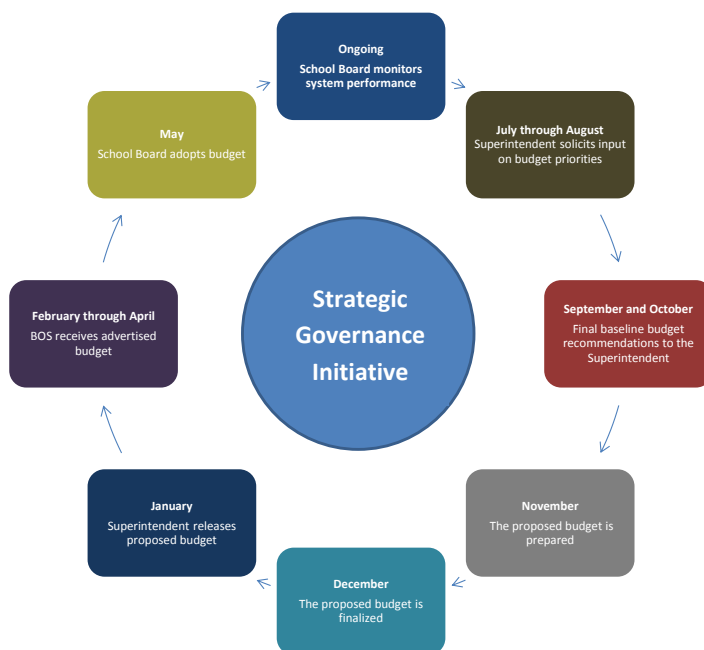 Ongoing
School Board monitors
system performance
July through August
Superintendent solicits input
on budget priorities
September and October
Final baseline budget
recommendations to the
Superintendent
November
The proposed budget is
prepared
December
The proposed budget is
finalized
January
Superintendent releases
proposed budget
February through April
BOS receives advertised
budget
May
School Board adopts budget
Strategic
Governance
Initiative